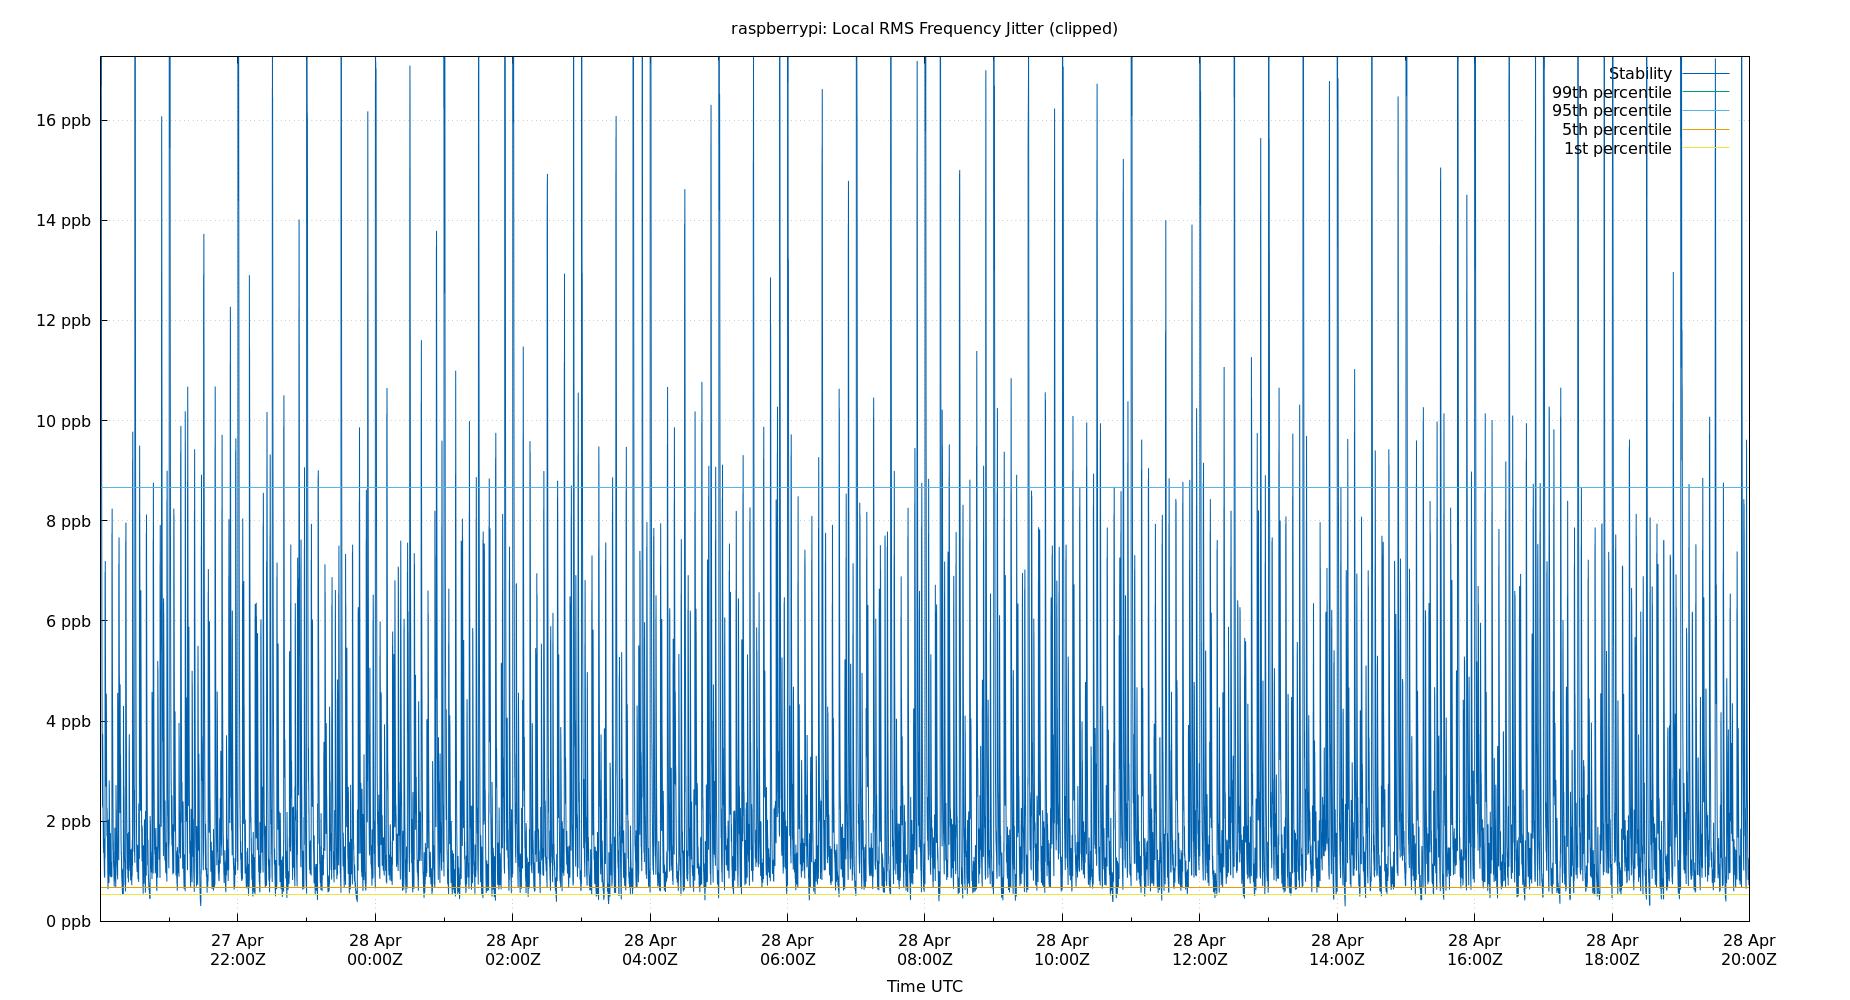 raspberrypi: Local RMS Frequency Jitter (clipped)
Stability
99th percentile
95th percentile
5th percentile
1st percentile
16 ppb
14 ppb
12 ppb
10 ppb
8 ppb
6 ppb
4 ppb
2 ppb
0 ppb
27 Apr 28 Apr 28 Apr 28 Apr 28 Apr 28 Apr 28 Apr 28 Apr 28 Apr 28 Apr 28 Apr 28 Apr
22:00Z 00:00Z 02:00Z 04:00Z 06:00Z 08:00Z 10:00Z 12:00Z 14:00Z 16:00Z 18:00Z 20:00Z
Time UTC